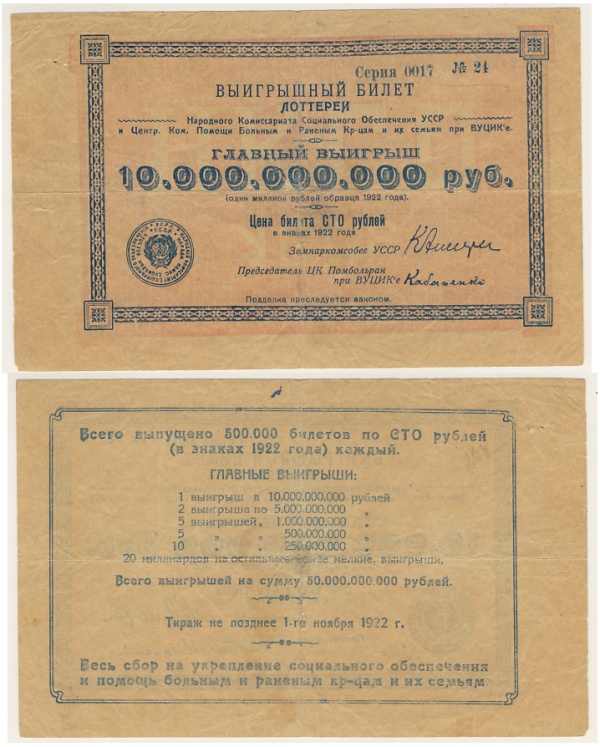 Серия 0017 № 24
ВЫИГРЫШНЫЙ БИЛЕТ
ЛОТТЕРЕИ
Народного Комиссариата Социального Обеспечения УССР
и Центр. Ком. Помощи Больным и Раненым Кр-цам и их семьям при ВУЦИК'е.
ГЛАВНЫЙ ВЫИГРЫШ
10.000.000.000 руб.
(один миллион рублей образца 1922 года).
Цена билета СТО рублей
в знаках 1922 года
Замнаркомсобес УССР
Председатель ЦК Помбольран
при ВУЦИК'е Кабаненко
Подделка преследуется законом.
Всего выпущено 500.000 билетов по СТО рублей
(в знаках 1922 года) каждый.
ГЛАВНЫЕ ВЫИГРЫШИ:
1 выигрыш в 10.000.000.000 рублей
2 выигрыша по 5.000.000.000 "
5 выигрышей " 1.000.000.000 "
5 " " 500.000.000 "
10 " " 250.000.000 "
20 миллиардов на остальные более мелкие, выигрыши.
Всего выигрышей на сумму 50.000.000.000 рублей.
Тираж не позднее 1-го ноября 1922 г.
Весь сбор на укрепление социального обеспечения
и помощь больным и раненым кр-цам и их семьям